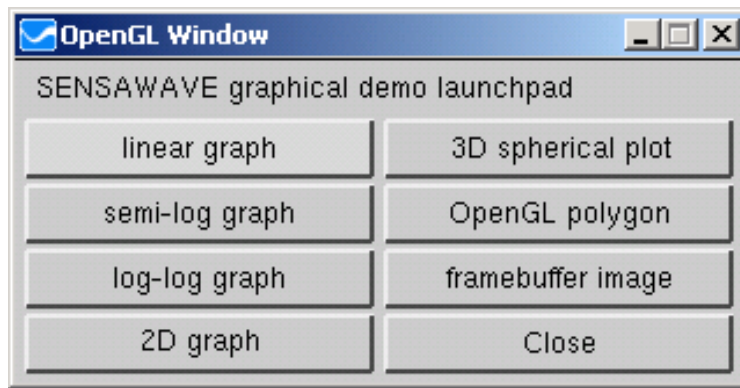 OpenGL Window
SENSAWAVE graphical demo launchpad
linear graph
3D spherical plot
semi-log graph
OpenGL polygon
log-log graph
framebuffer image
2D graph
Close